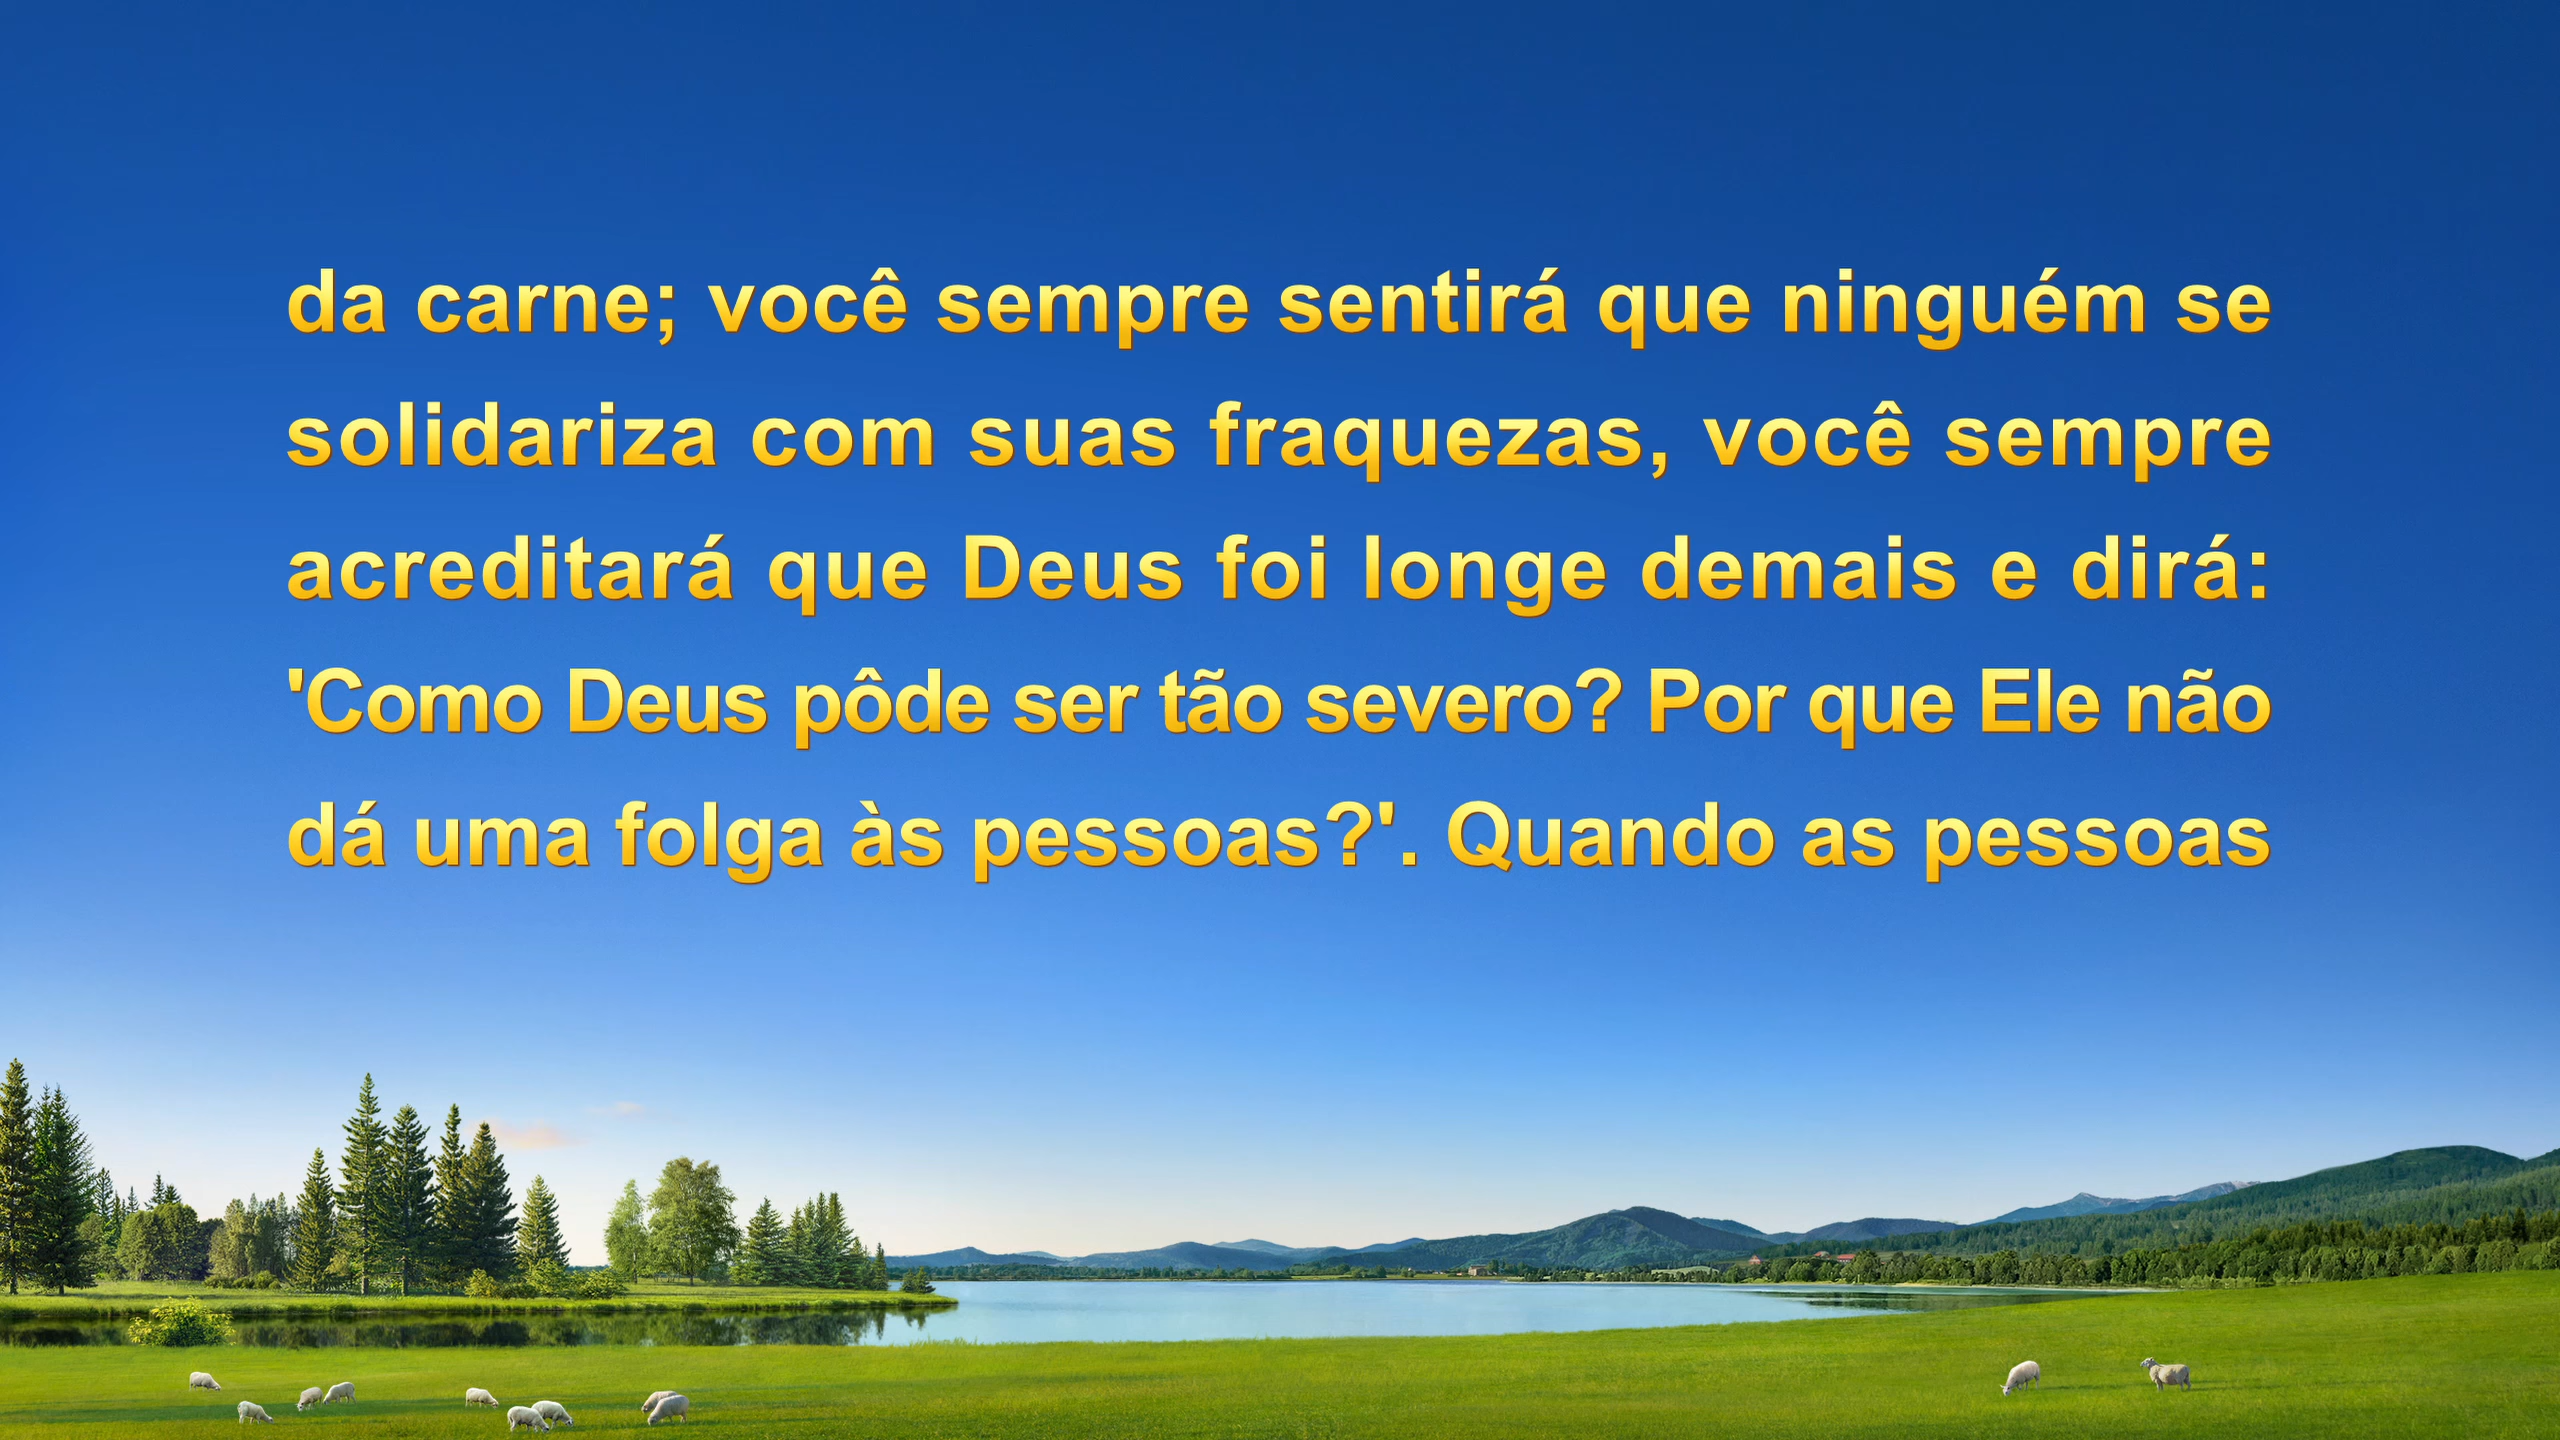 da carne; você sempre sentirá que ninguém se
solidariza com suas fraquezas, você sempre
acreditará que Deus foi longe demais e dirá:
'Como Deus pôde ser tão severo? Por que Ele não
dá uma folga às pessoas?'. Quando as pessoas